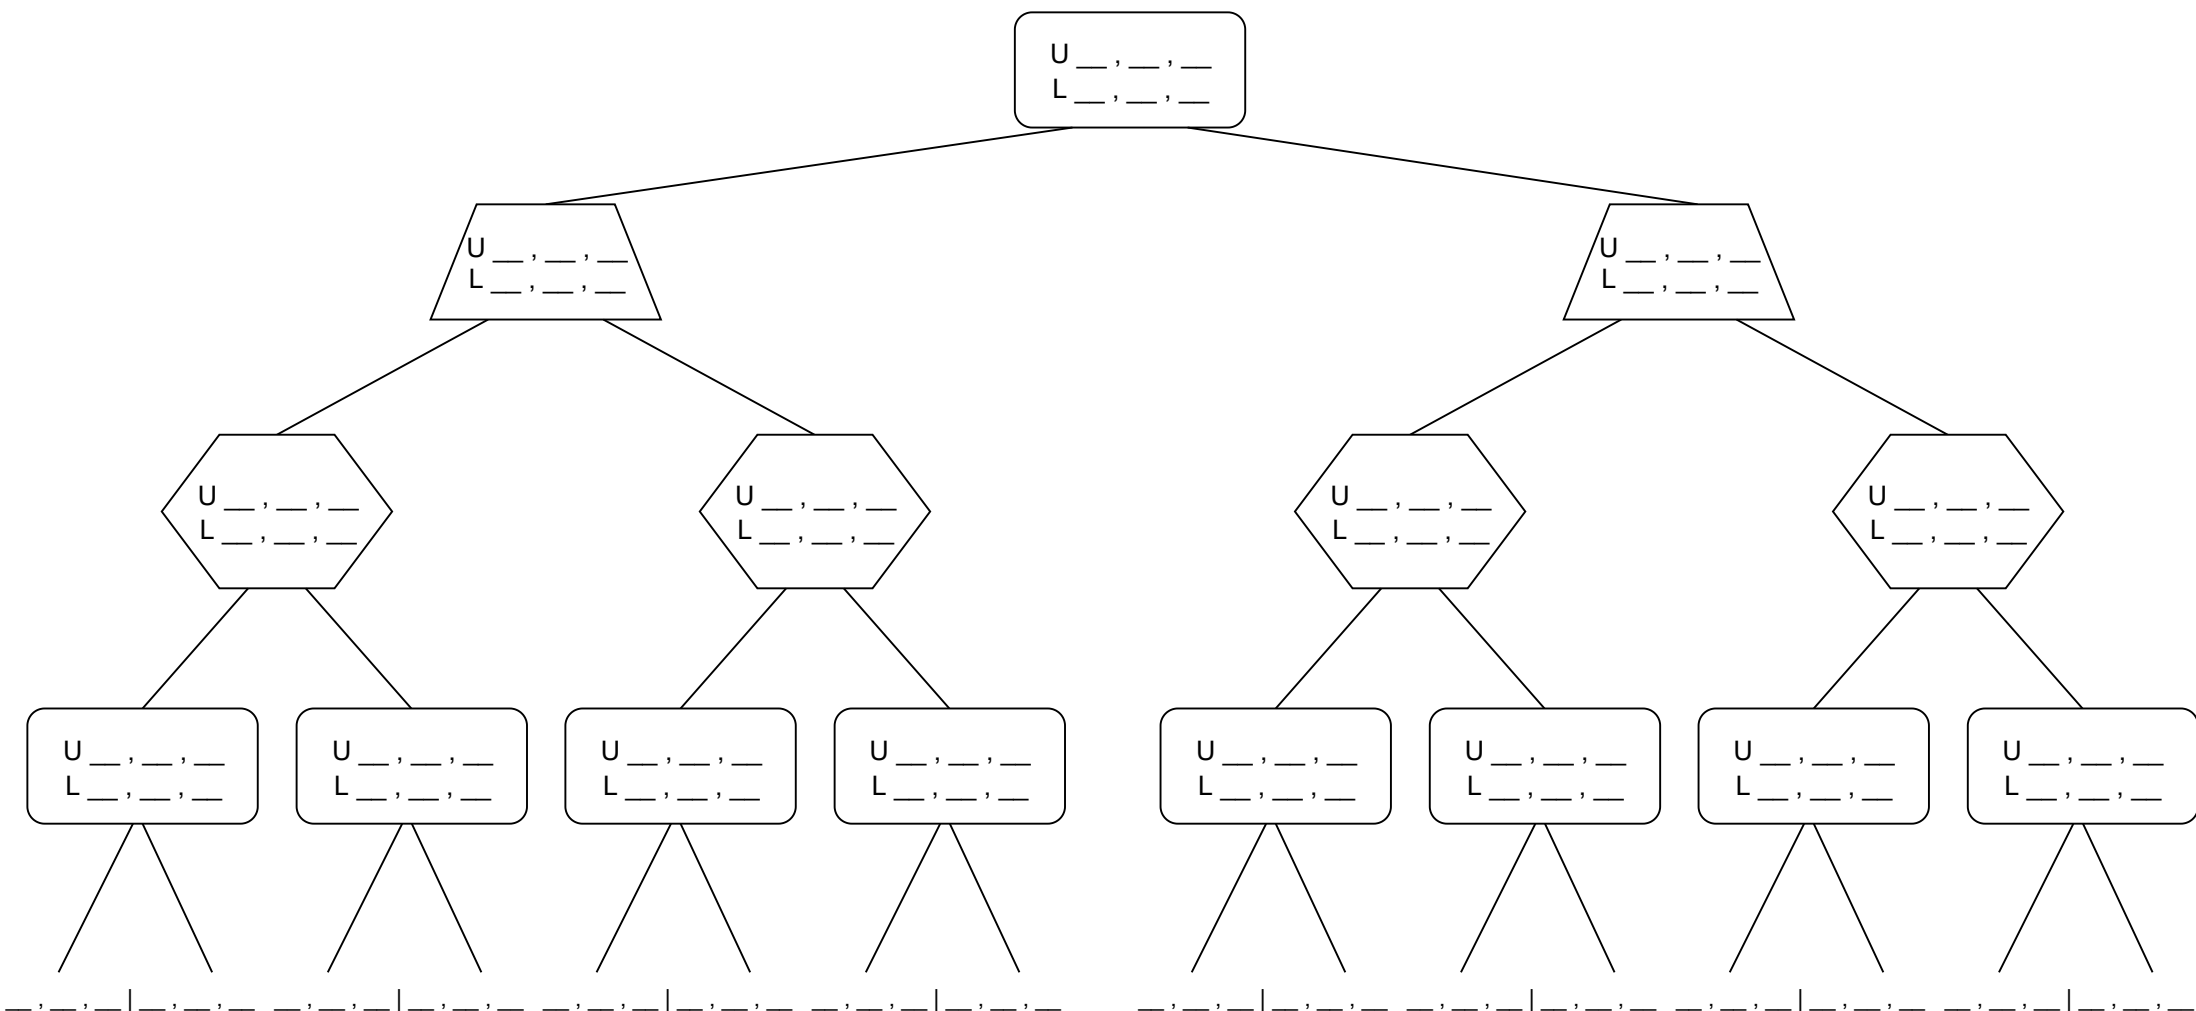 U __ , __ , __
L __ , __ , __
U __ , __ , __
L __ , __ , __
U __ , __ , __
L __ , __ , __
U __ , __ , __
L __ , __ , __
U __ , __ , __
L __ , __ , __
U __ , __ , __
L __ , __ , __
U __ , __ , __
L __ , __ , __
U __ , __ , __
L __ , __ , __
U __ , __ , __
L __ , __ , __
U __ , __ , __
L __ , __ , __
U __ , __ , __
L __ , __ , __
U __ , __ , __
L __ , __ , __
U __ , __ , __
L __ , __ , __
U __ , __ , __
L __ , __ , __
U __ , __ , __
L __ , __ , __
__ , __ , __ | __ , __ , __
__ , __ , __ | __ , __ , __
__ , __ , __ | __ , __ , __
__ , __ , __ | __ , __ , __
__ , __ , __ | __ , __ , __
__ , __ , __ | __ , __ , __
__ , __ , __ | __ , __ , __
__ , __ , __ | __ , __ , __